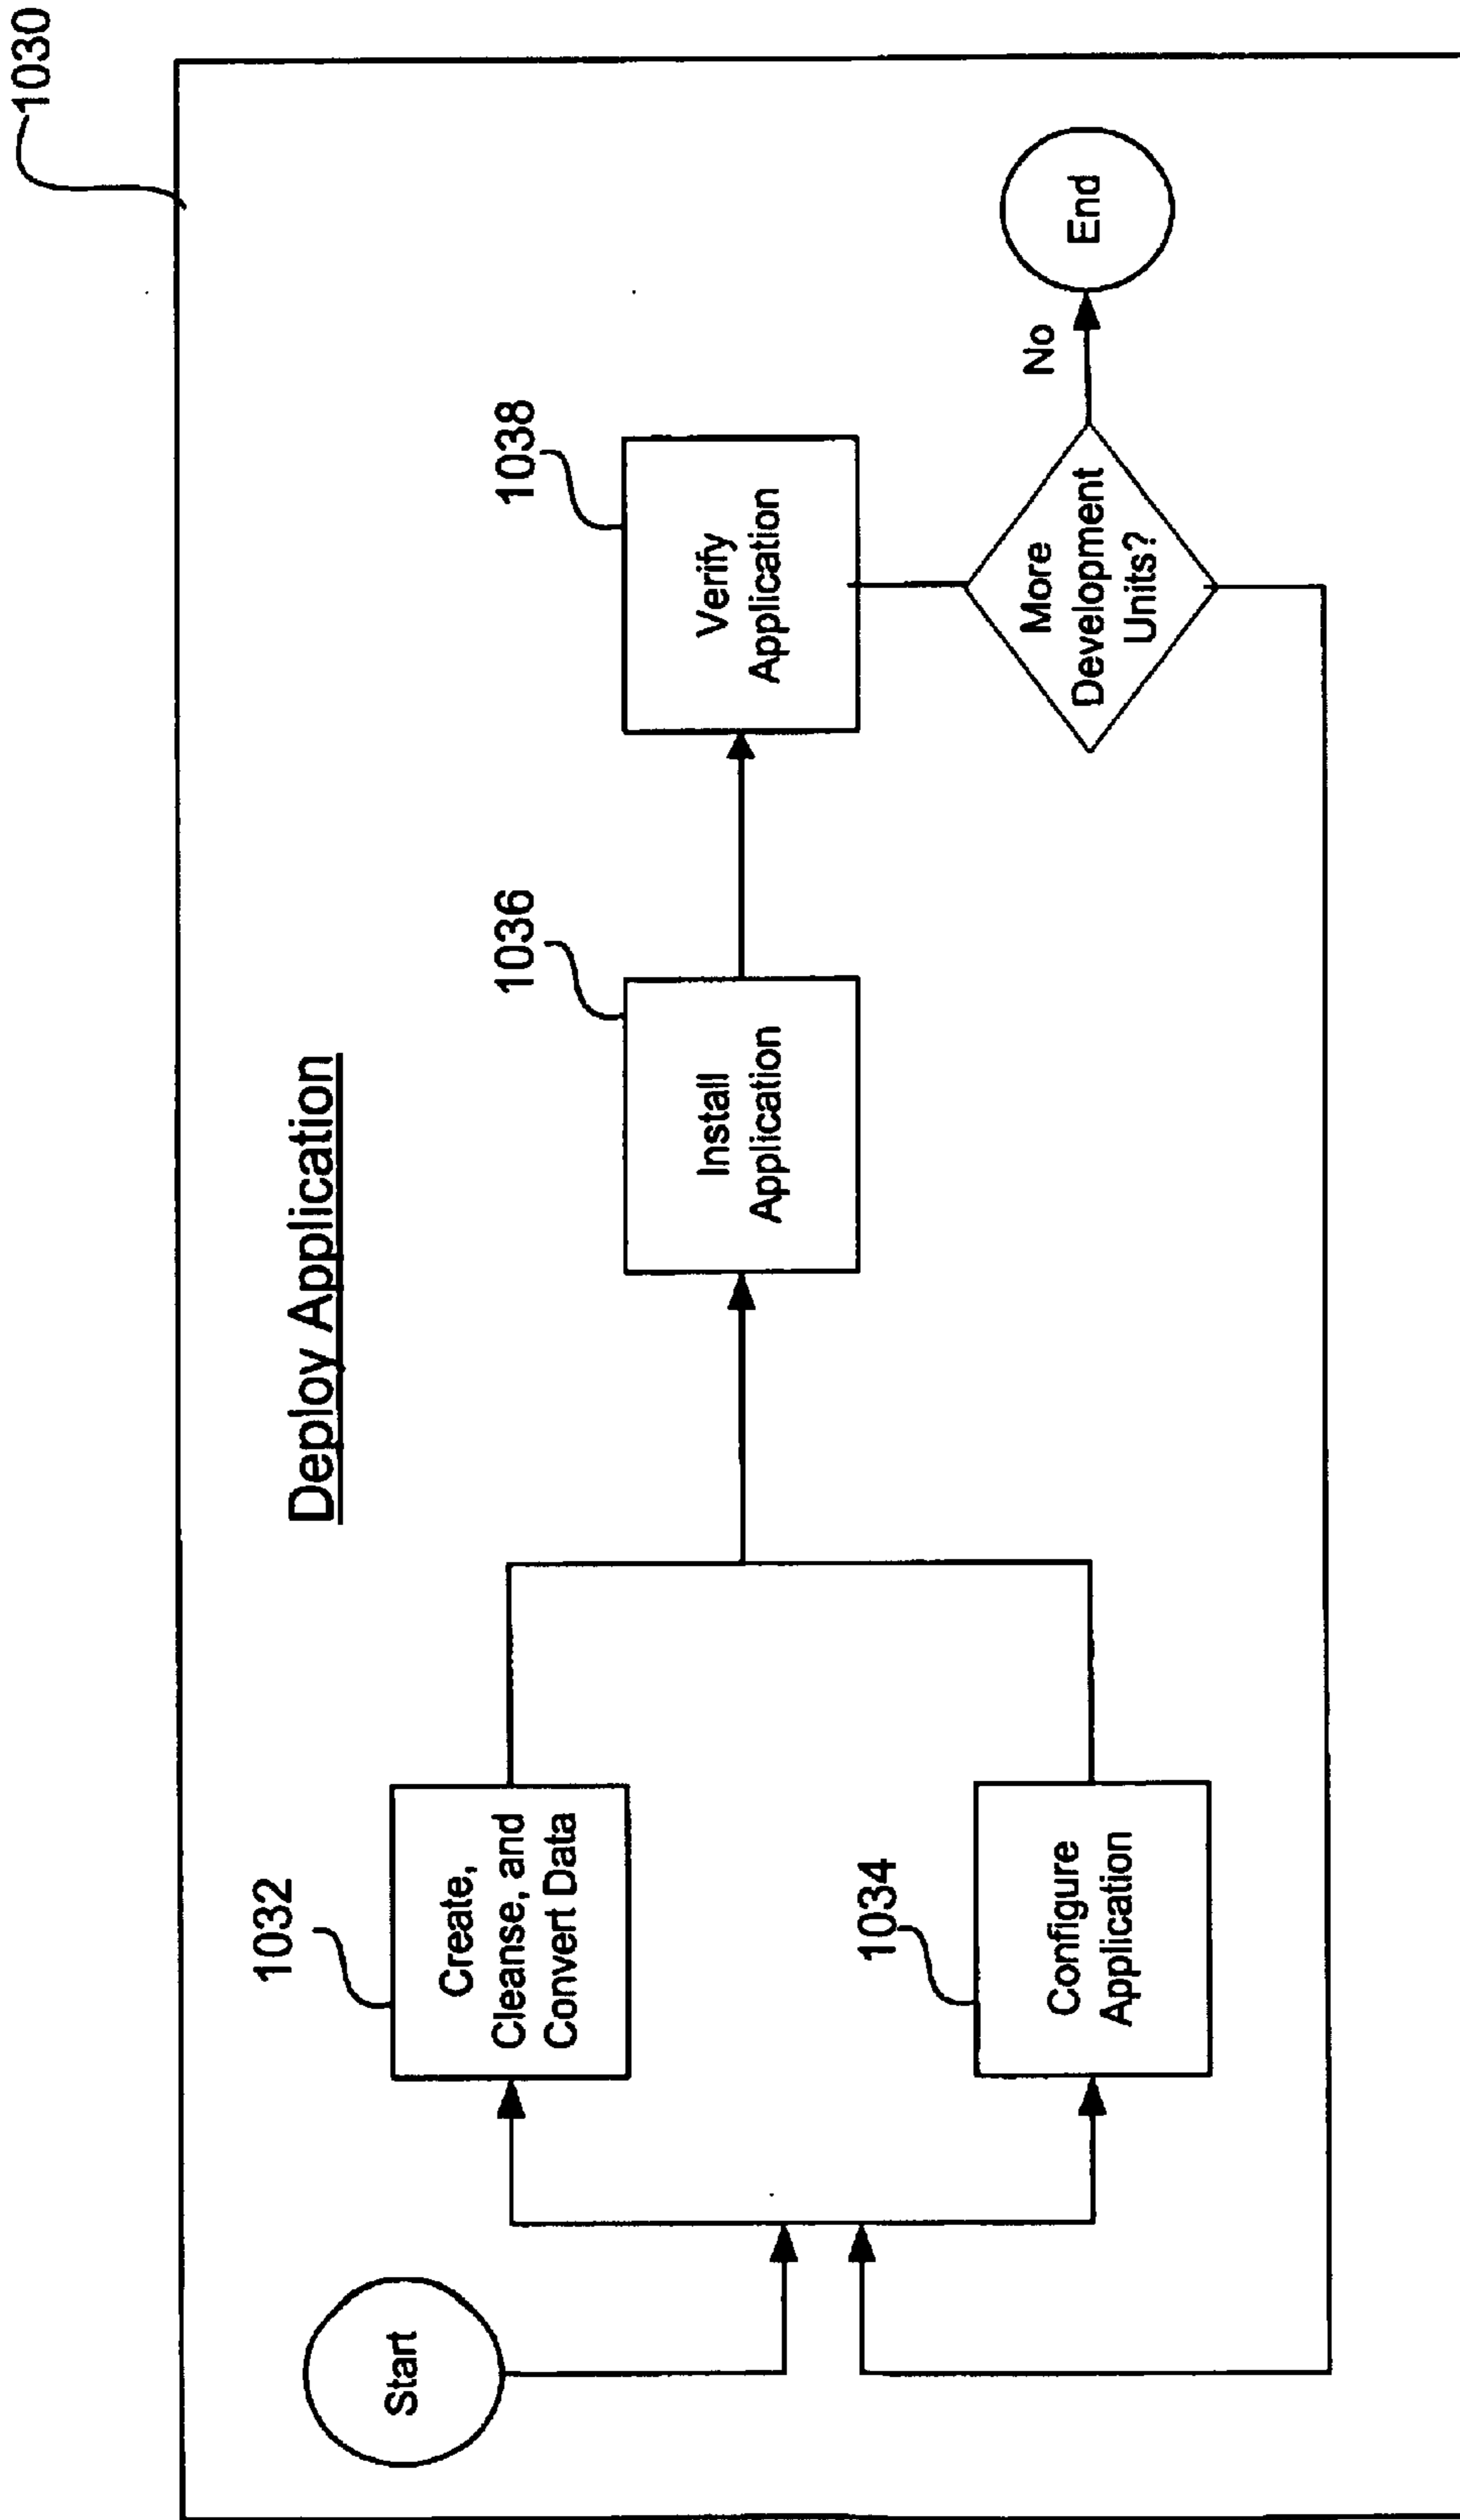 1030
Deploy Application
Start
1032
Create,
Cleanse, and
Convert Data
1034
Configure
Application
1036
Install
Application
1038
Verify
Application
More
Development
Units?
No
End